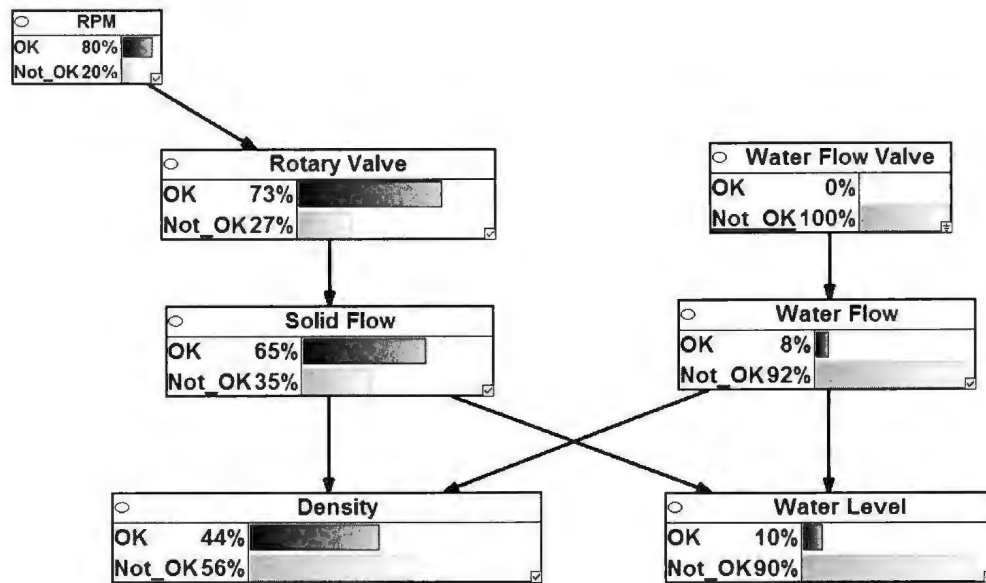 RPM
OK 80%
Not_OK 20%
Rotary Valve
OK 73%
Not_OK 27%
Water Flow Valve
OK 0%
Not_OK 100%
Solid Flow
OK 65%
Not_OK 35%
Water Flow
OK 8%
Not_OK 92%
Density
OK 44%
Not_OK 56%
Water Level
OK 10%
Not_OK 90%